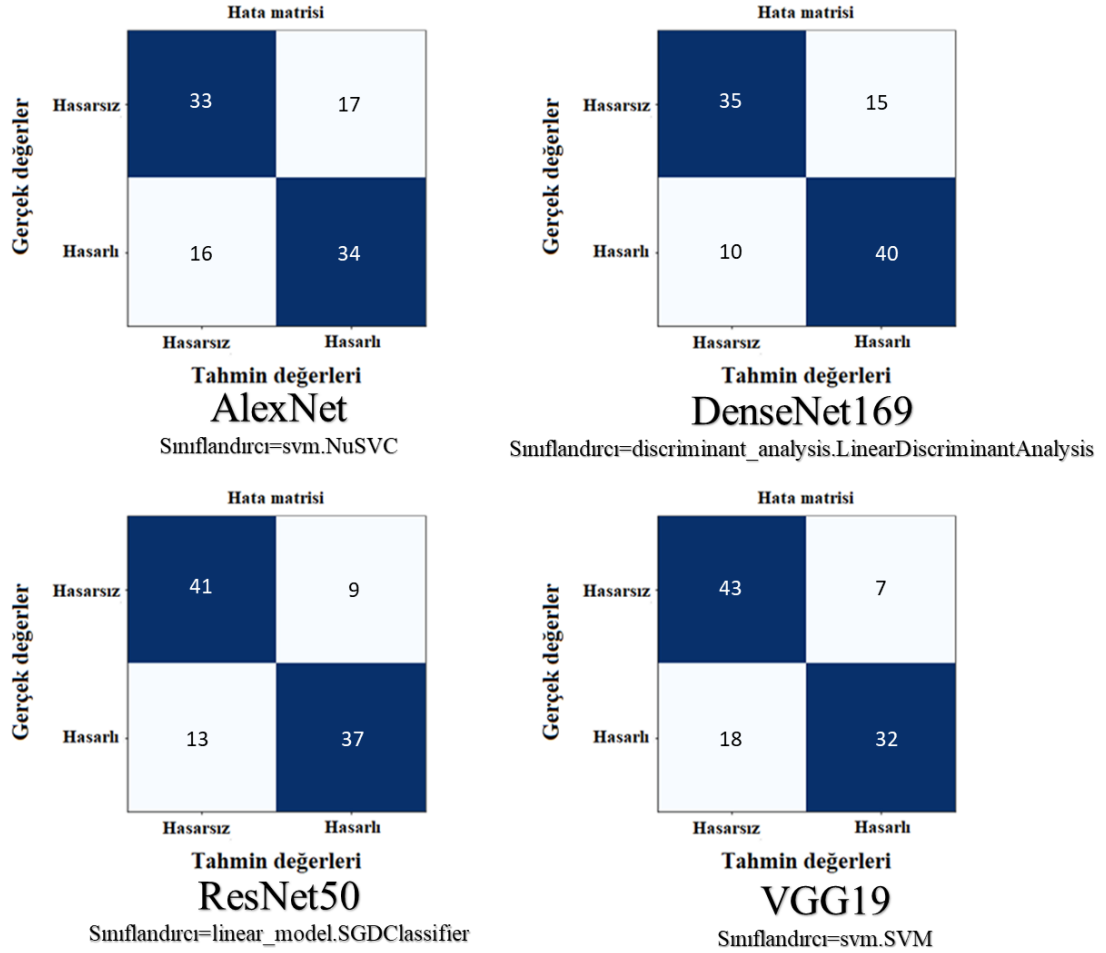 Hata matrisi
Gerçek değerler
Hasarsız
33
17
Hasarlı
16
34
Hasarsız
Hasarlı
Tahmin değerleri
AlexNet
Sınıflandırcı=svm.NuSVC
Hata matrisi
Gerçek değerler
Hasarsız
35
15
Hasarlı
10
40
Hasarsız
Hasarlı
Tahmin değerleri
DenseNet169
Sınıflandırcı=discriminant_analysis.LinearDiscriminantAnalysis
Hata matrisi
Gerçek değerler
Hasarsız
41
9
Hasarlı
13
37
Hasarsız
Hasarlı
Tahmin değerleri
ResNet50
Sınıflandırcı=linear_model.SGDClassifier
Hata matrisi
Gerçek değerler
Hasarsız
43
7
Hasarlı
18
32
Hasarsız
Hasarlı
Tahmin değerleri
VGG19
Sınıflandırcı=svm.SVM